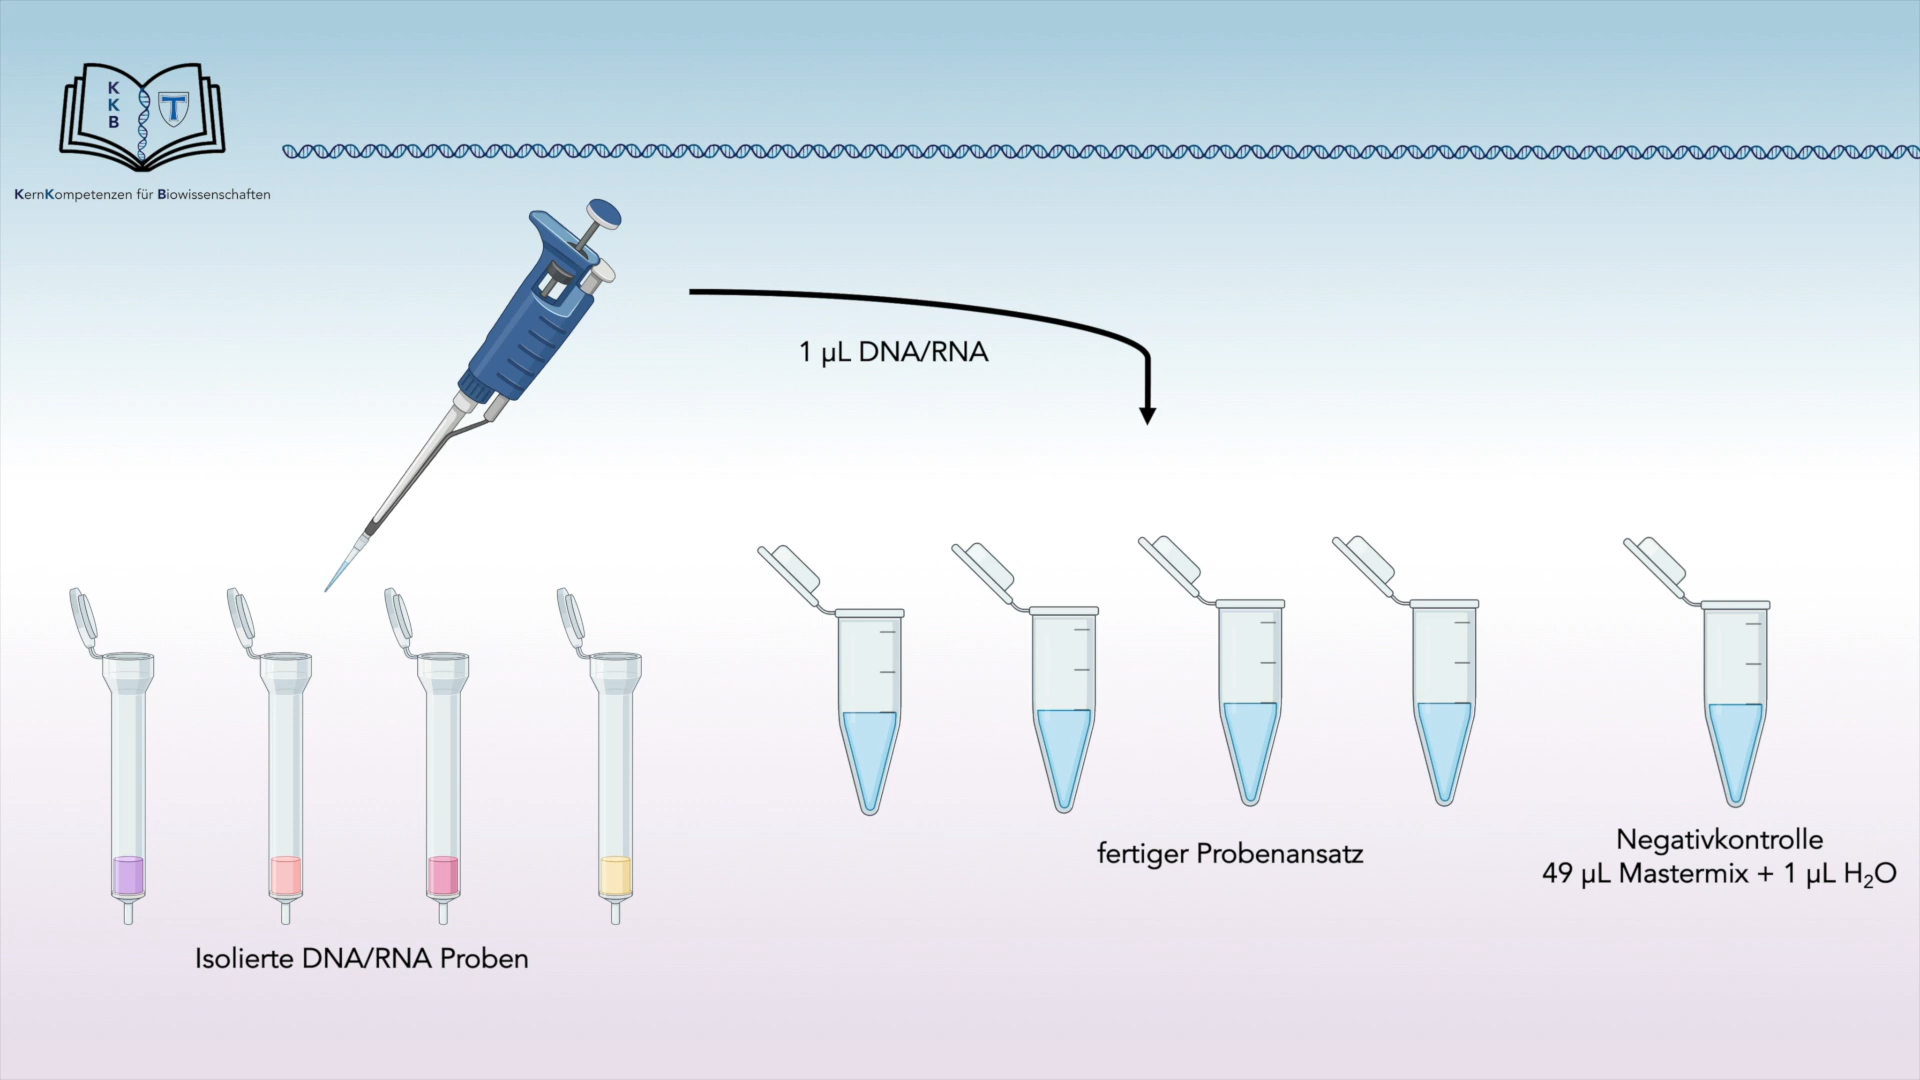 K
K
B
T
KernKompetenzen für Biowissenschaften
1 µL DNA/RNA
fertiger Probenansatz
Negativkontrolle
49 µL Mastermix + 1 µL H₂O
Isolierte DNA/RNA Proben